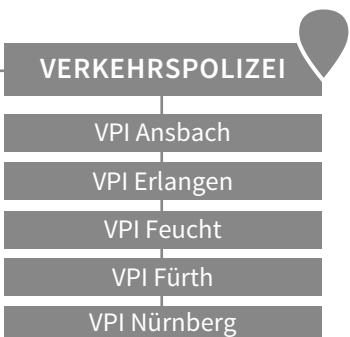 VERKEHRSPOLIZEI
VPI Ansbach
VPI Erlangen
VPI Feucht
VPI Fürth
VPI Nürnberg